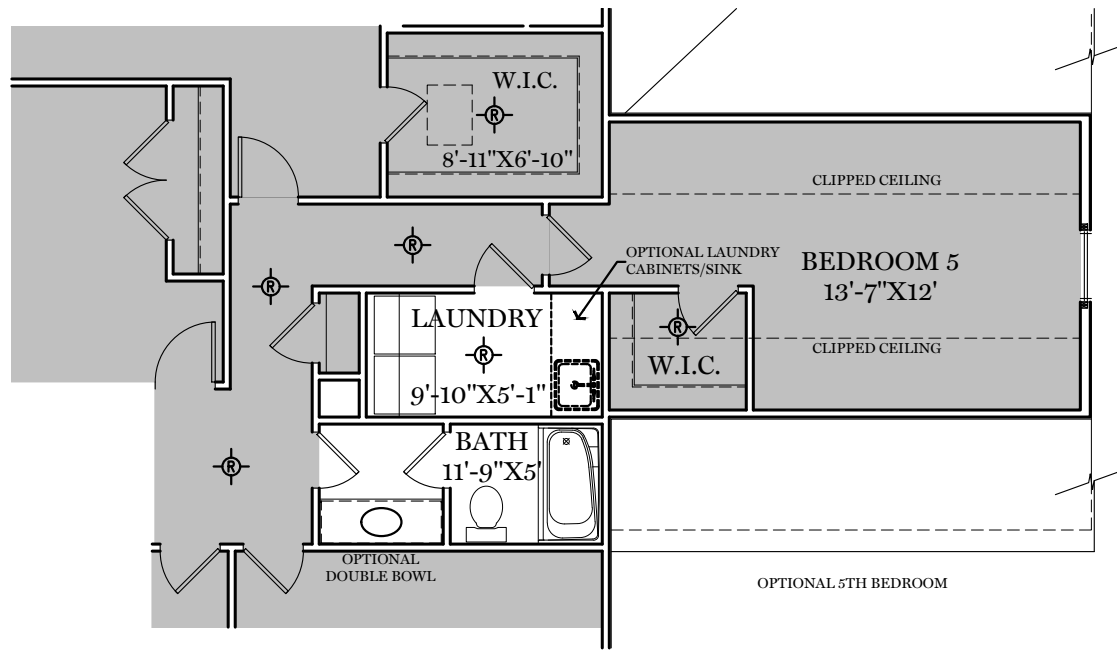 W.I.C.
R
8'-11"X6'-10"
CLIPPED CEILING
R
OPTIONAL LAUNDRY
CABINETS/SINK
BEDROOM 5
13'-7"X12'
R
LAUNDRY
R
W.I.C.
CLIPPED CEILING
R
9'-10"X5'-1"
BATH
11'-9"X5'
R
OPTIONAL
DOUBLE BOWL
OPTIONAL 5TH BEDROOM